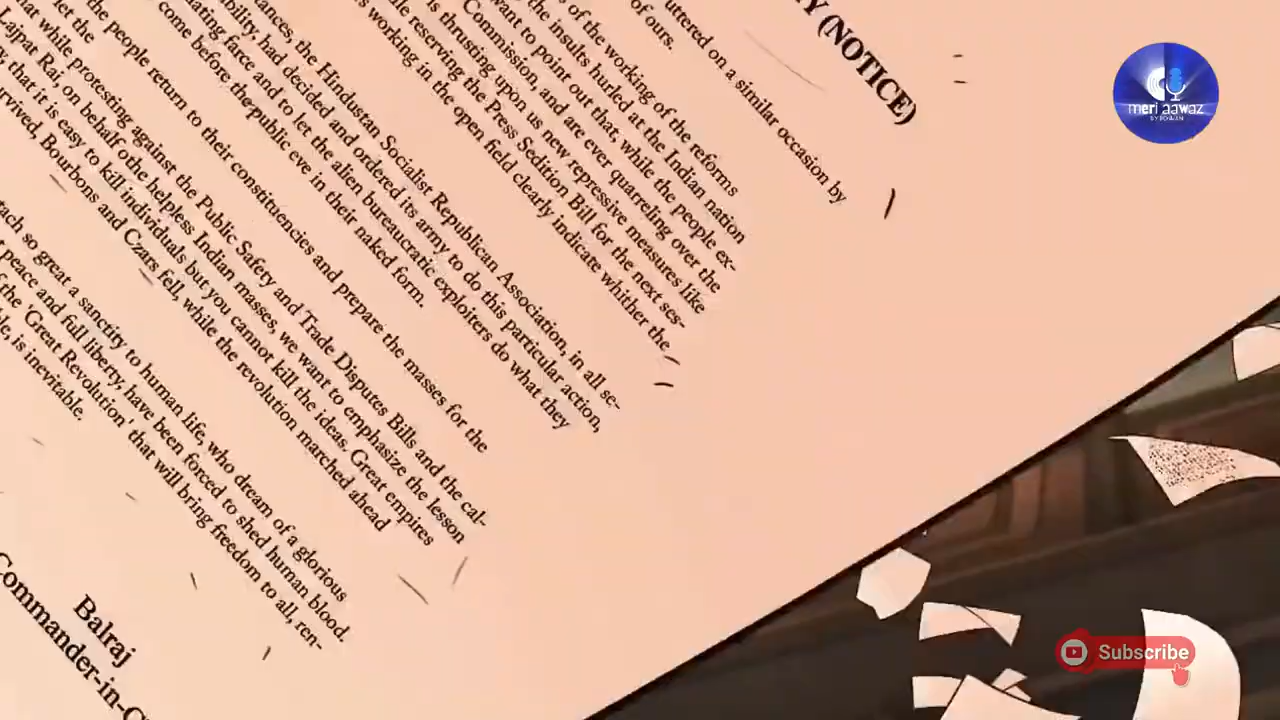 Y (NOTICE)
uttered on a similar occasion by
of ours.
of the working of the reforms
the insults hurled at the Indian nation
want to point out that, while the people ex-
Commission, and are ever quarreling over the
is thrusting upon us new repressive measures like
le reserving the Press Sedition Bill for the next ses-
s working in the open field clearly indicate whither the
ances, the Hindustan Socialist Republican Association, in all se-
bility, had decided and ordered its army to do this particular action,
ating farce and to let the alien bureaucratic exploiters do what they
come before the public eve in their naked form.
the people return to their constituencies and prepare the masses for the
et the
hat while protesting against the Public Safety and Trade Disputes Bills and the cal-
Lajpat Rai, on behalf othe helpless Indian masses, we want to emphasize the lesson
y, that it is easy to kill individuals but you cannot kill the ideas. Great empires
rvived, Bourbons and Czars fell, while the revolution marched ahead
tach so great a sanctity to human life, who dream of a glorious
peace and full liberty, have been forced to shed human blood.
the 'Great Revolution' that will bring freedom to all, ren-
le, is inevitable.
Balraj
Commander-in-C
meri aawaz
Subscribe